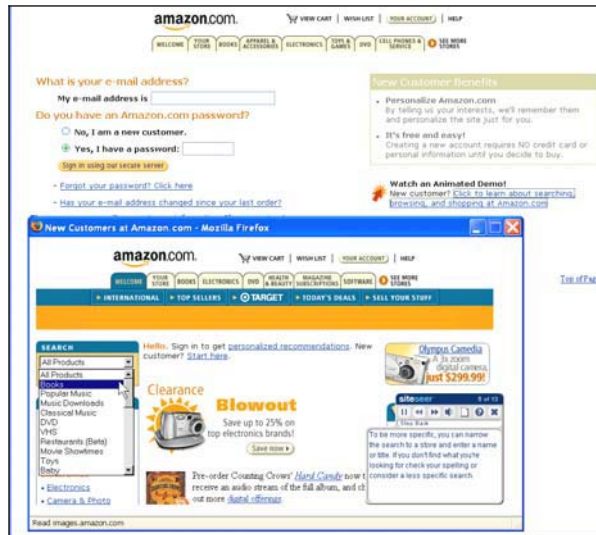 amazon.com.
VIEW CART | WISH LIST | YOUR ACCOUNT | HELP
WELCOME YOUR STORE BOOKS APPAREL & ACCESSORIES ELECTRONICS TOYS & GAMES DVD CELL PHONES & SERVICE SEE MORE STORES
What is your e-mail address?
My e-mail address is
Do you have an Amazon.com password?
No, I am a new customer.
Yes, I have a password:
Sign in using our secure server
- Forgot your password? Click here
- Has your e-mail address changed since your last order?
New Customer Benefits
• Personalize Amazon.com
By telling us your interests, we'll remember them
and personalize the site just for you.
• It's free and easy!
Creating a new account requires NO credit card or
personal information until you decide to buy.
Watch an Animated Demo!
New customer? Click to learn about searching,
browsing, and shopping at Amazon.com
Top of Pag
New Customers at Amazon.com - Mozilla Firefox
amazon.com.
VIEW CART | WISH LIST | YOUR ACCOUNT | HELP
WELCOME YOUR STORE BOOKS ELECTRONICS DVD HEALTH & BEAUTY MAGAZINE SUBSCRIPTIONS SOFTWARE SEE MORE STORES
INTERNATIONAL TOP SELLERS TARGET TODAY'S DEALS SELL YOUR STUFF
SEARCH
All Products
All Products
Books
Popular Music
Music Downloads
Classical Music
DVD
VHS
Restaurants (Beta)
Movie Showtimes
Toys
Baby
• Electronics
• Camera & Photo
Hello. Sign in to get personalized recommendations. New
customer? Start here.
Clearance
Blowout
Save up to 25% on
top electronics brands!
Save now
Pre-order Counting Crows' Hard Candy now t
receive an audio stream of the full album, and ch
out more digital offerings.
Olympus Camedia
A 3x zoom
digital camera,
just $299.99!
siteseer 5 of 13
To be more specific, you can narrow
the search to a store and enter a name
or title. If you don't find what you're
looking for check your spelling or
consider a less specific search.
Read images.amazon.com